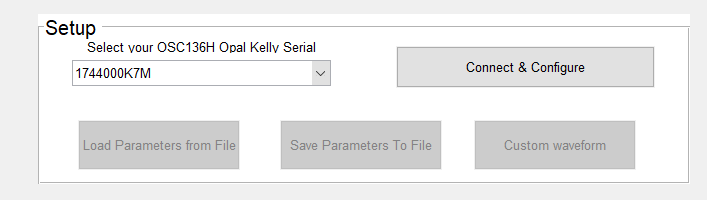 Setup
Select your OSC136H Opal Kelly Serial
1744000K7M
Connect & Configure
Load Parameters from File
Save Parameters To File
Custom waveform